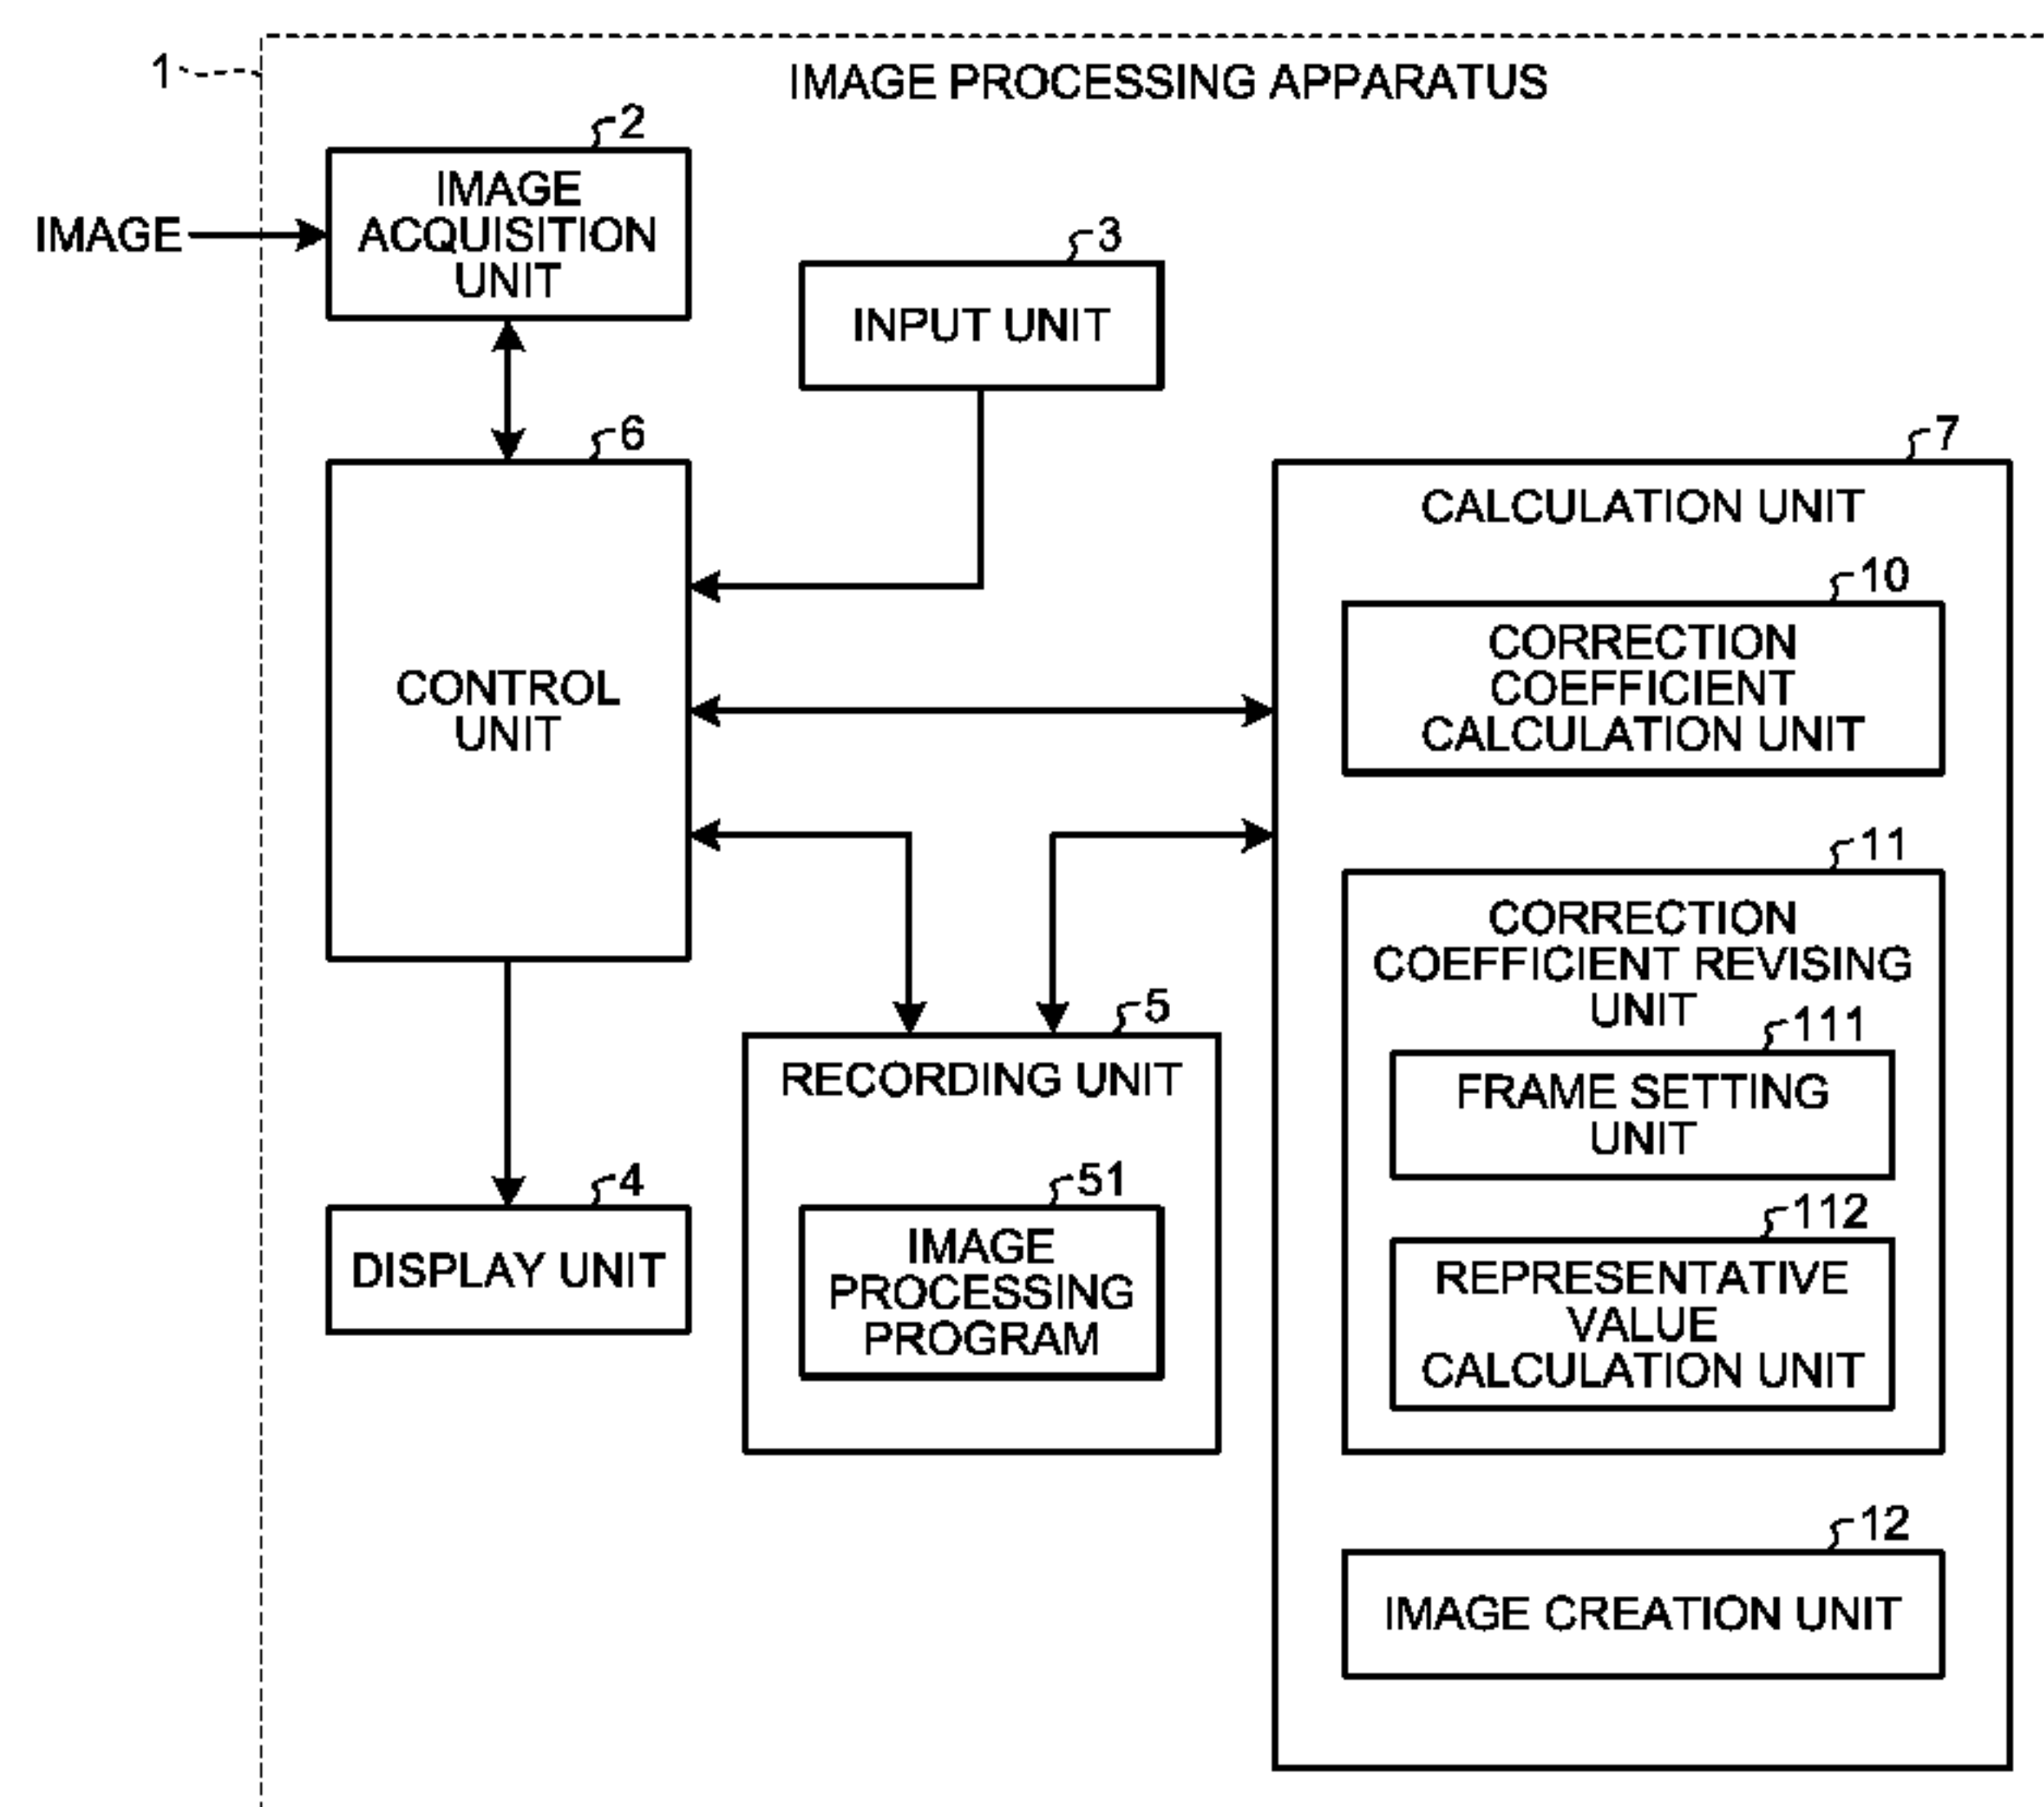 1
IMAGE PROCESSING APPARATUS
2
IMAGE
ACQUISITION
UNIT
IMAGE
3
INPUT UNIT
6
CONTROL
UNIT
7
CALCULATION UNIT
10
CORRECTION
COEFFICIENT
CALCULATION UNIT
11
CORRECTION
COEFFICIENT REVISING
UNIT
111
FRAME SETTING
UNIT
112
REPRESENTATIVE
VALUE
CALCULATION UNIT
12
IMAGE CREATION UNIT
5
RECORDING UNIT
51
IMAGE
PROCESSING
PROGRAM
4
DISPLAY UNIT